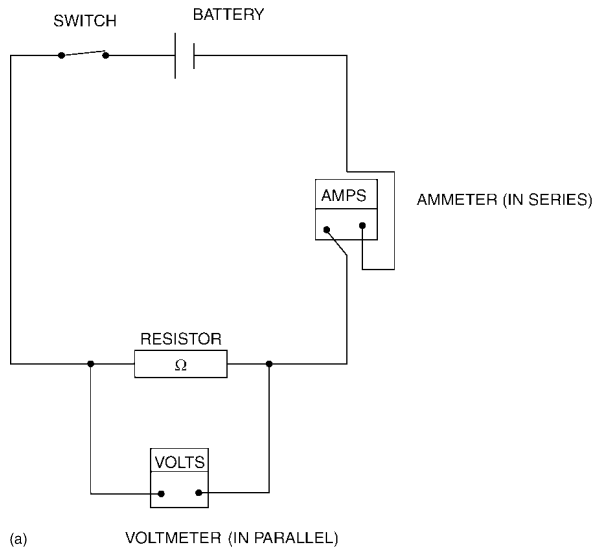 SWITCH
BATTERY
AMPS
AMMETER (IN SERIES)
RESISTOR
Ω
VOLTS
(a)
VOLTMETER (IN PARALLEL)